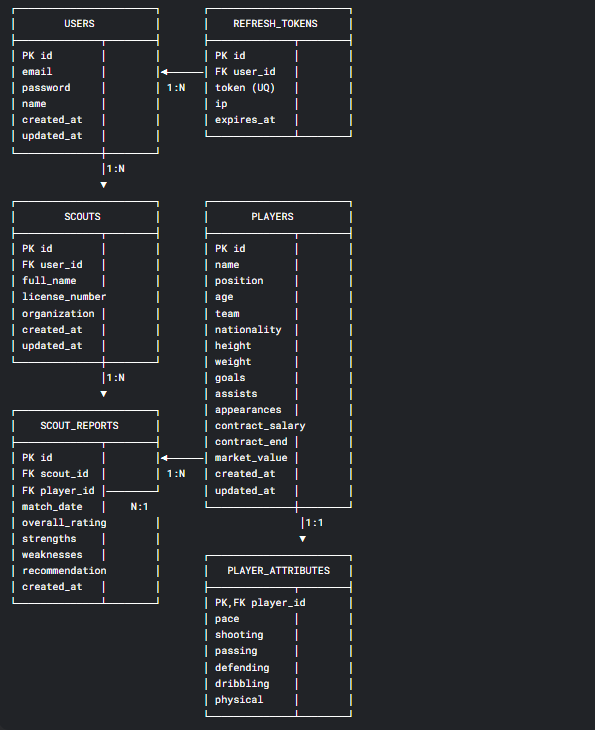 USERS
PK id
email
password
name
created_at
updated_at
1:N
REFRESH_TOKENS
PK id
FK user_id
token (UQ)
ip
expires_at
1:N
SCOUTS
PK id
FK user_id
full_name
license_number
organization
created_at
updated_at
1:N
PLAYERS
PK id
name
position
age
team
nationality
height
weight
goals
assists
appearances
contract_salary
contract_end
market_value
created_at
updated_at
1:1
SCOUT_REPORTS
PK id
FK scout_id
FK player_id
match_date
overall_rating
strengths
weaknesses
recommendation
created_at
1:N
N:1
PLAYER_ATTRIBUTES
PK,FK player_id
pace
shooting
passing
defending
dribbling
physical